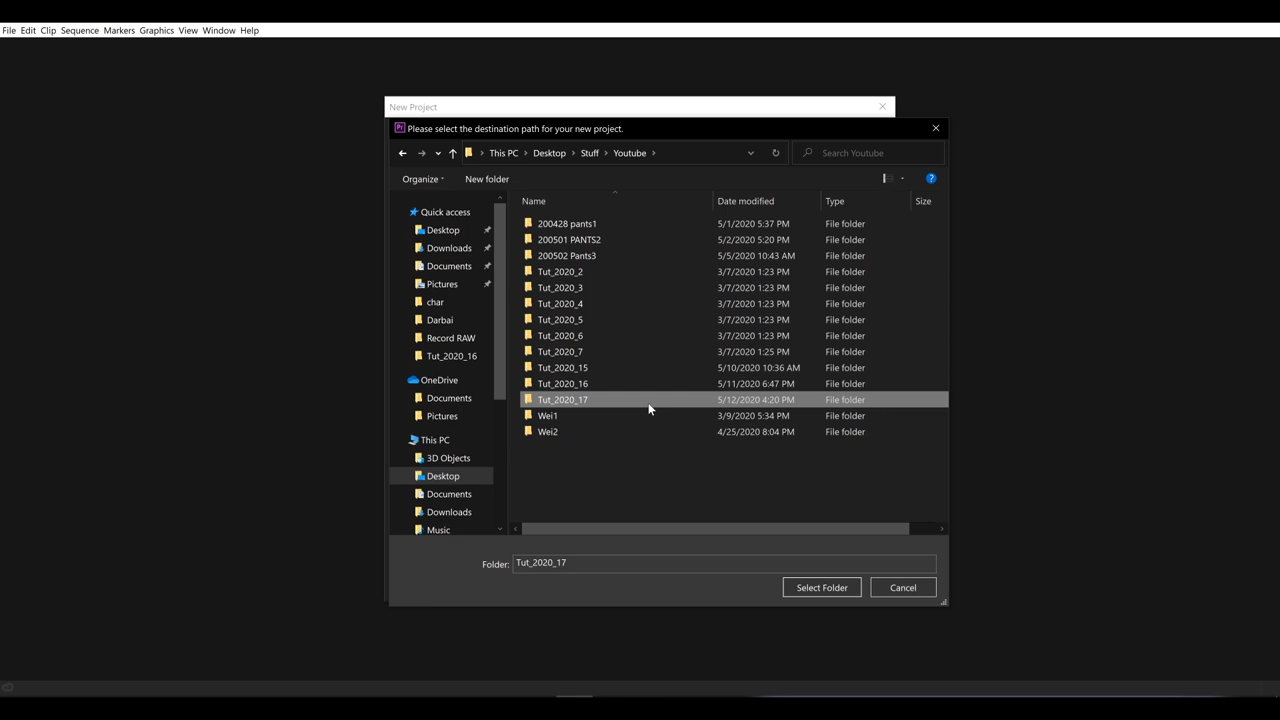 File Edit Clip Sequence Markers Graphics View Window Help
New Project
Pr Please select the destination path for your new project.
This PC > Desktop > Stuff > Youtube >
Search Youtube
Organize
New folder
?
Name Date modified Type Size
Quick access
Desktop
Downloads
Documents
Pictures
char
Darbai
Record RAW
Tut_2020_16
OneDrive
Documents
Pictures
This PC
3D Objects
Desktop
Documents
Downloads
Music
200428 pants1 5/1/2020 5:37 PM File folder
200501 PANTS2 5/2/2020 5:20 PM File folder
200502 Pants3 5/5/2020 10:43 AM File folder
Tut_2020_2 3/7/2020 1:23 PM File folder
Tut_2020_3 3/7/2020 1:23 PM File folder
Tut_2020_4 3/7/2020 1:23 PM File folder
Tut_2020_5 3/7/2020 1:23 PM File folder
Tut_2020_6 3/7/2020 1:23 PM File folder
Tut_2020_7 3/7/2020 1:25 PM File folder
Tut_2020_15 5/10/2020 10:36 AM File folder
Tut_2020_16 5/11/2020 6:47 PM File folder
Tut_2020_17 5/12/2020 4:20 PM File folder
Wei1 3/9/2020 5:34 PM File folder
Wei2 4/25/2020 8:04 PM File folder
Folder: Tut_2020_17
Select Folder Cancel